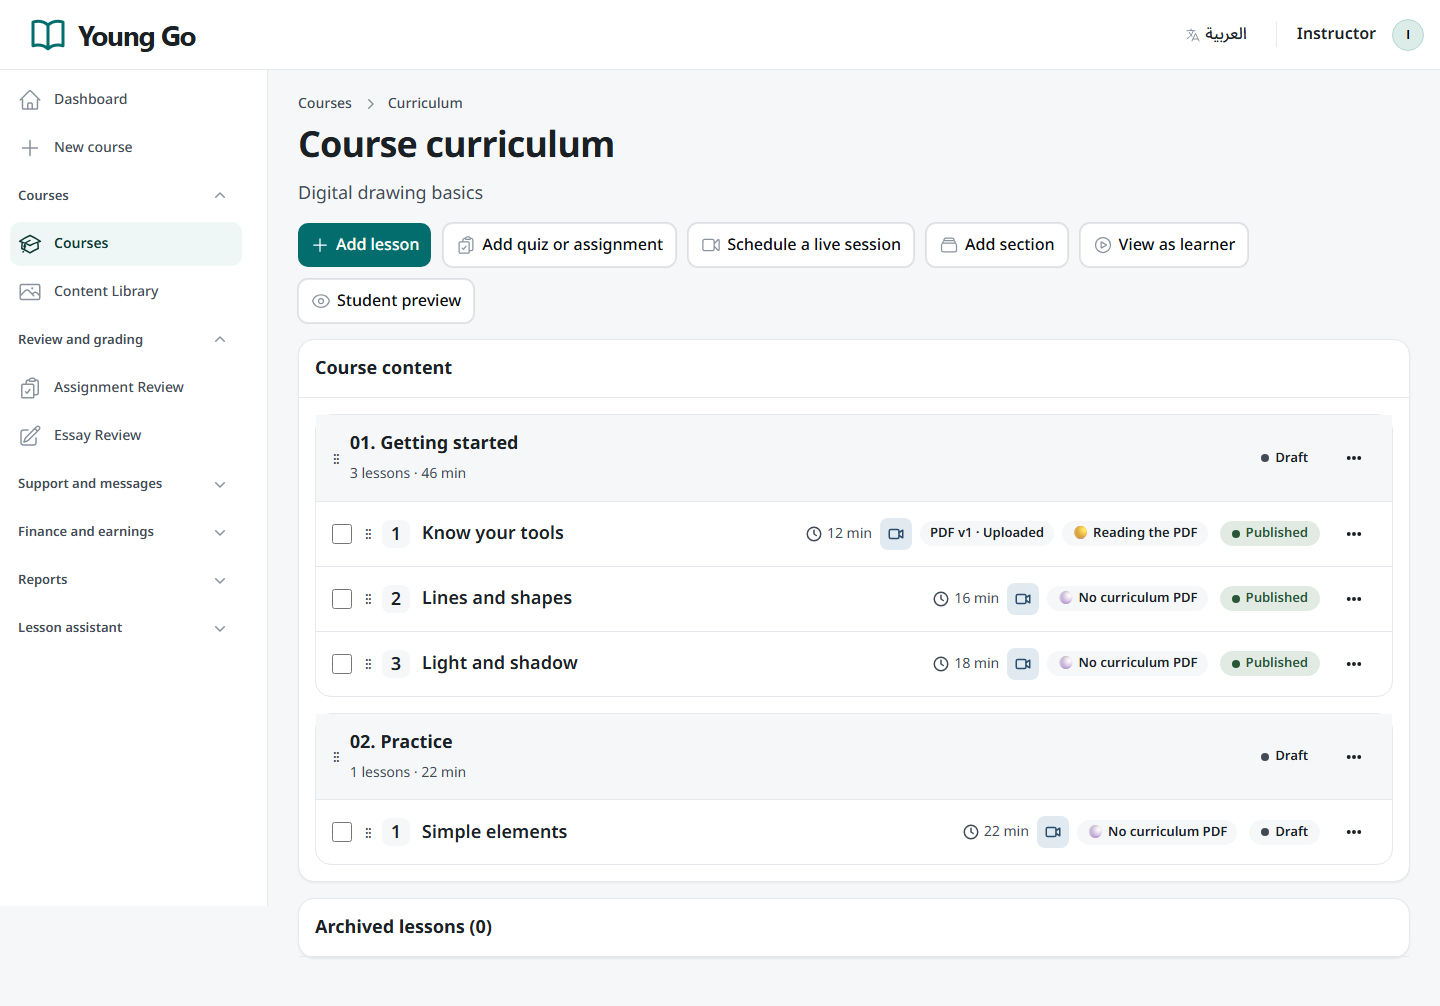 Young Go
العربية
Instructor
I
Dashboard
New course
Courses
Courses
Content Library
Review and grading
Assignment Review
Essay Review
Support and messages
Finance and earnings
Reports
Lesson assistant
Courses > Curriculum
Course curriculum
Digital drawing basics
Add lesson
Add quiz or assignment
Schedule a live session
Add section
View as learner
Student preview
Course content
01. Getting started
3 lessons · 46 min
Draft
1 Know your tools 12 min PDF v1 · Uploaded Reading the PDF Published
2 Lines and shapes 16 min No curriculum PDF Published
3 Light and shadow 18 min No curriculum PDF Published
02. Practice
1 lessons · 22 min
Draft
1 Simple elements 22 min No curriculum PDF Draft
Archived lessons (0)